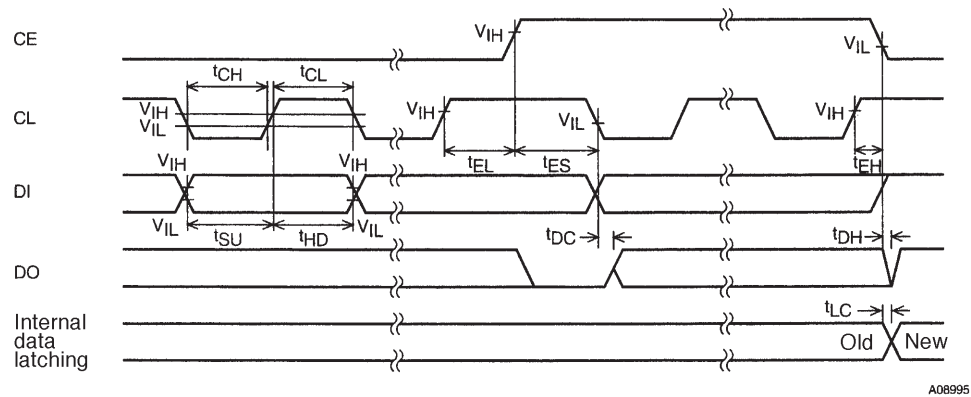 CE
VIH
VIL
tCH
tCL
CL
VIH
VIL
VIH
VIL
VIH
tEL
tES
tEH
DI
VIH
VIH
VIL
VIL
tSU
tHD
tDC
tDH
DO
tLC
Internal
data
latching
Old
New
A08995